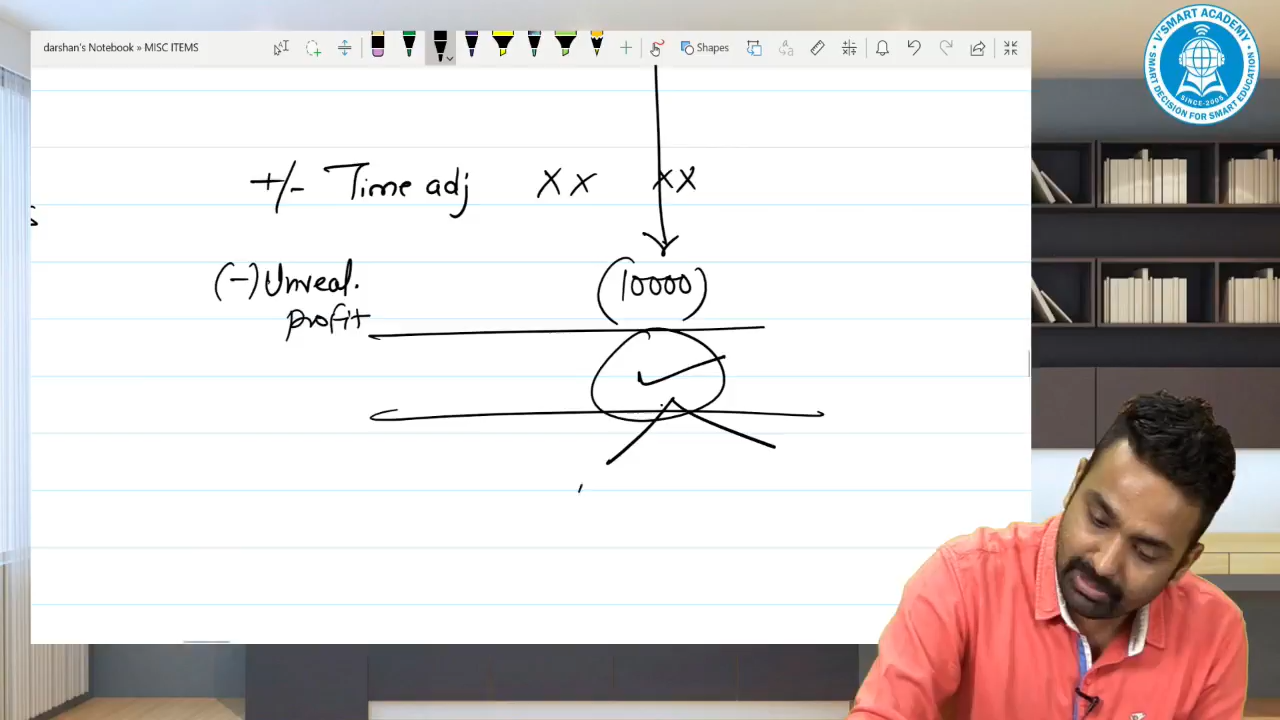 darshan's Notebook » MISC ITEMS
Shapes
V'SMART ACADEMY
SMART DECISION FOR SMART EDUCATION
SINCE-2005
+/- Time adj XX XX
(-) Unreal. (10000)
profit